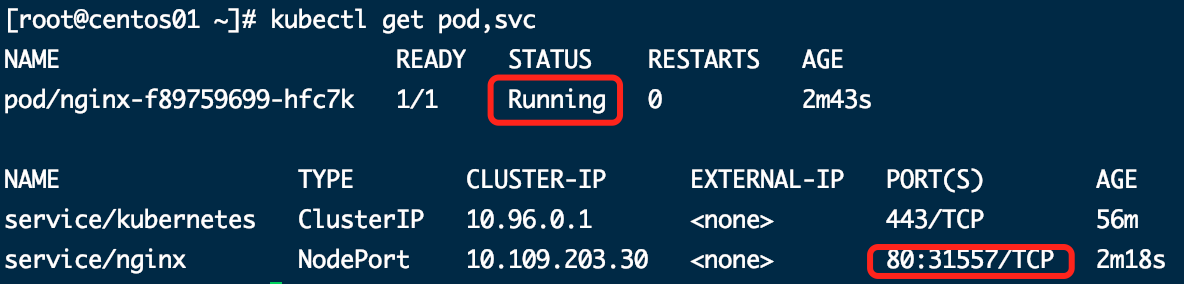 [root@centos01 ~]# kubectl get pod,svc
NAME READY STATUS RESTARTS AGE
pod/nginx-f89759699-hfc7k 1/1 Running 0 2m43s
NAME TYPE CLUSTER-IP EXTERNAL-IP PORT(S) AGE
service/kubernetes ClusterIP 10.96.0.1 <none> 443/TCP 56m
service/nginx NodePort 10.109.203.30 <none> 80:31557/TCP 2m18s